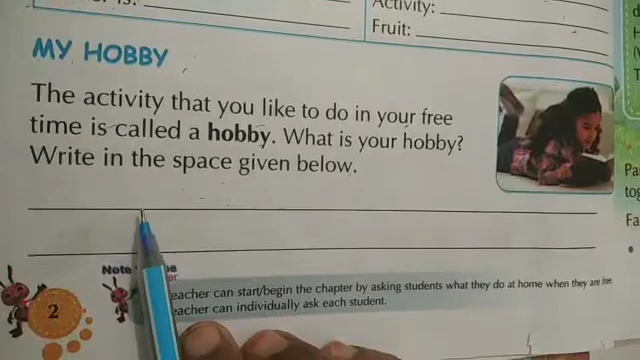 Activity:
Fruit:
MY HOBBY
The activity that you like to do in your free
time is called a hobby. What is your hobby?
Write in the space given below.
Note
eacher can start/begin the chapter by asking students what they do at home when they are free
eacher can individually ask each student.
2